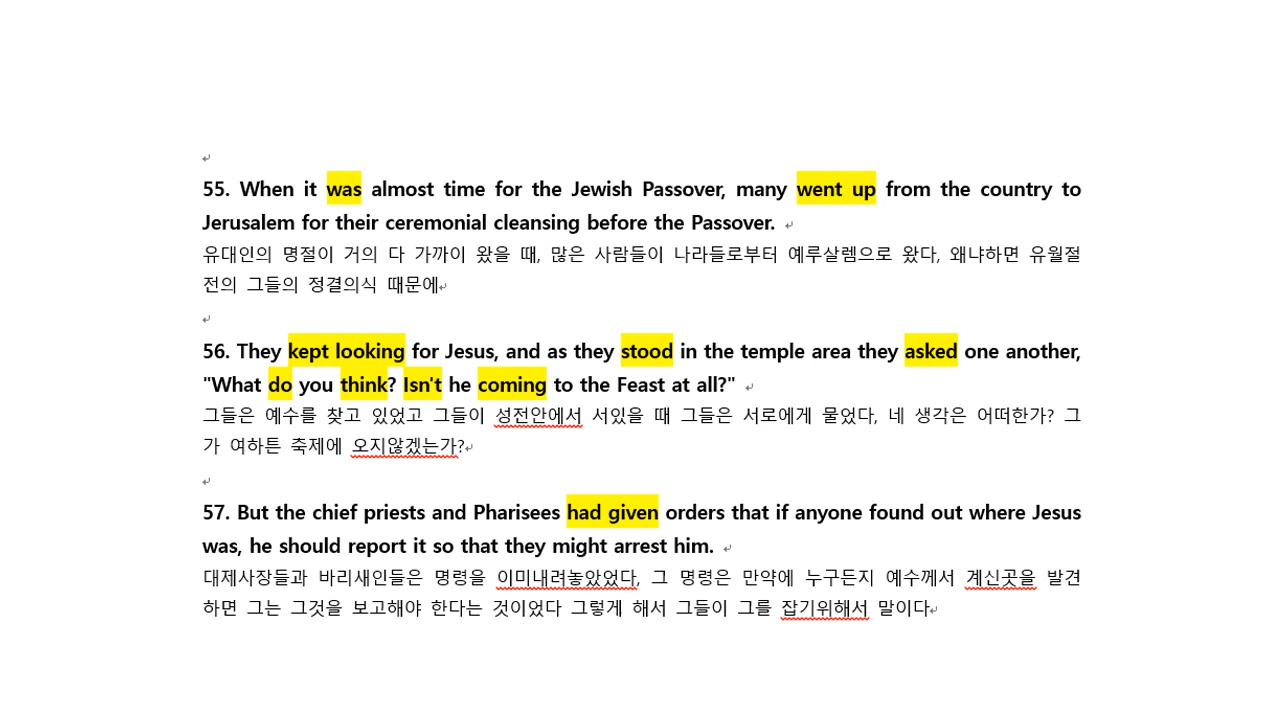 55. When it was almost time for the Jewish Passover, many went up from the country to
Jerusalem for their ceremonial cleansing before the Passover.
유대인의 명절이 거의 다 가까이 왔을 때, 많은 사람들이 나라들로부터 예루살렘으로 왔다, 왜냐하면 유월절
전의 그들의 정결의식 때문에
56. They kept looking for Jesus, and as they stood in the temple area they asked one another,
"What do you think? Isn't he coming to the Feast at all?"
그들은 예수를 찾고 있었고 그들이 성전안에서 서있을 때 그들은 서로에게 물었다, 네 생각은 어떠한가? 그
가 여하튼 축제에 오지않겠는가?
57. But the chief priests and Pharisees had given orders that if anyone found out where Jesus
was, he should report it so that they might arrest him.
대제사장들과 바리새인들은 명령을 이미내려놓았었다, 그 명령은 만약에 누구든지 예수께서 계신곳을 발견
하면 그는 그것을 보고해야 한다는 것이었다 그렇게 해서 그들이 그를 잡기위해서 말이다